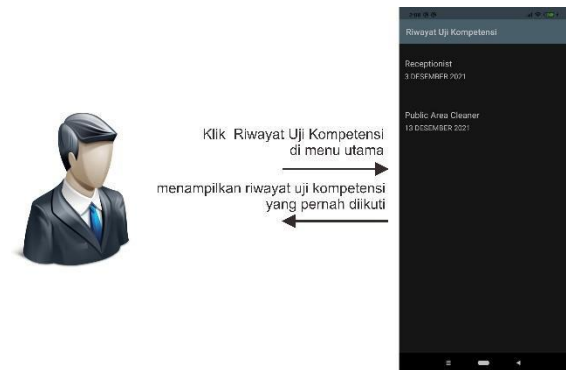 Riwayat Uji Kompetensi
Receptionist
3 DESEMBER 2021
Public Area Cleaner
13 DESEMBER 2021
Klik Riwayat Uji Kompetensi
di menu utama
menampilkan riwayat uji kompetensi
yang pernah diikuti